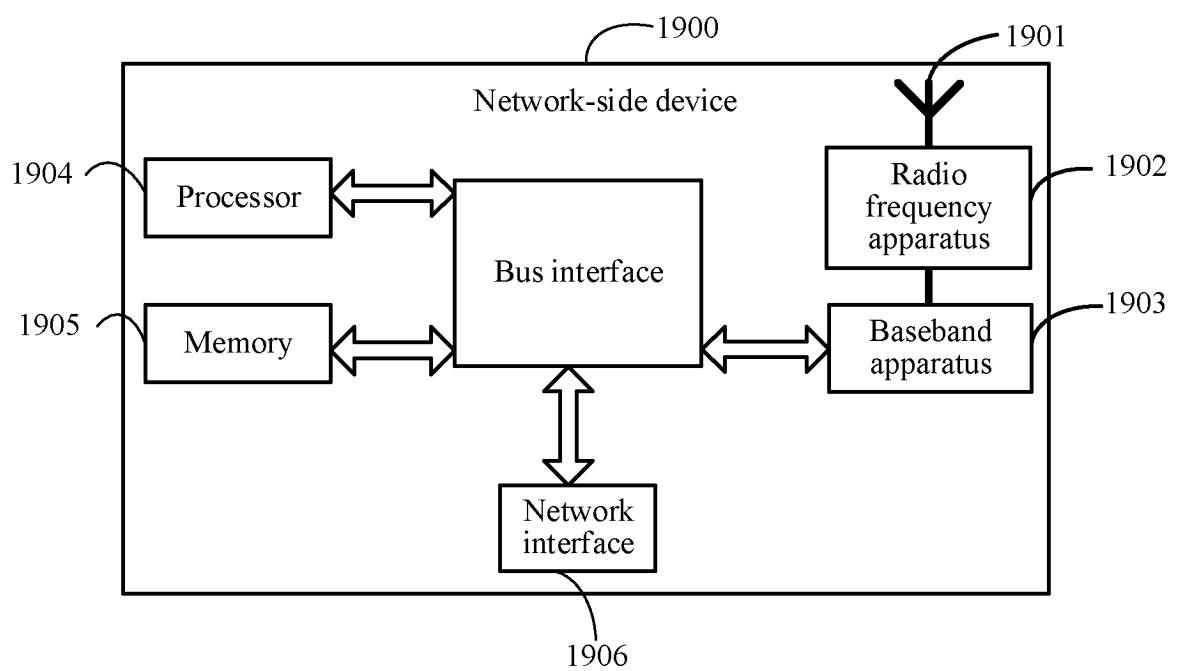 1900
1901
Network-side device
1904
Processor
Radio
frequency
apparatus
1902
Bus interface
1905
Memory
Baseband
apparatus
1903
Network
interface
1906